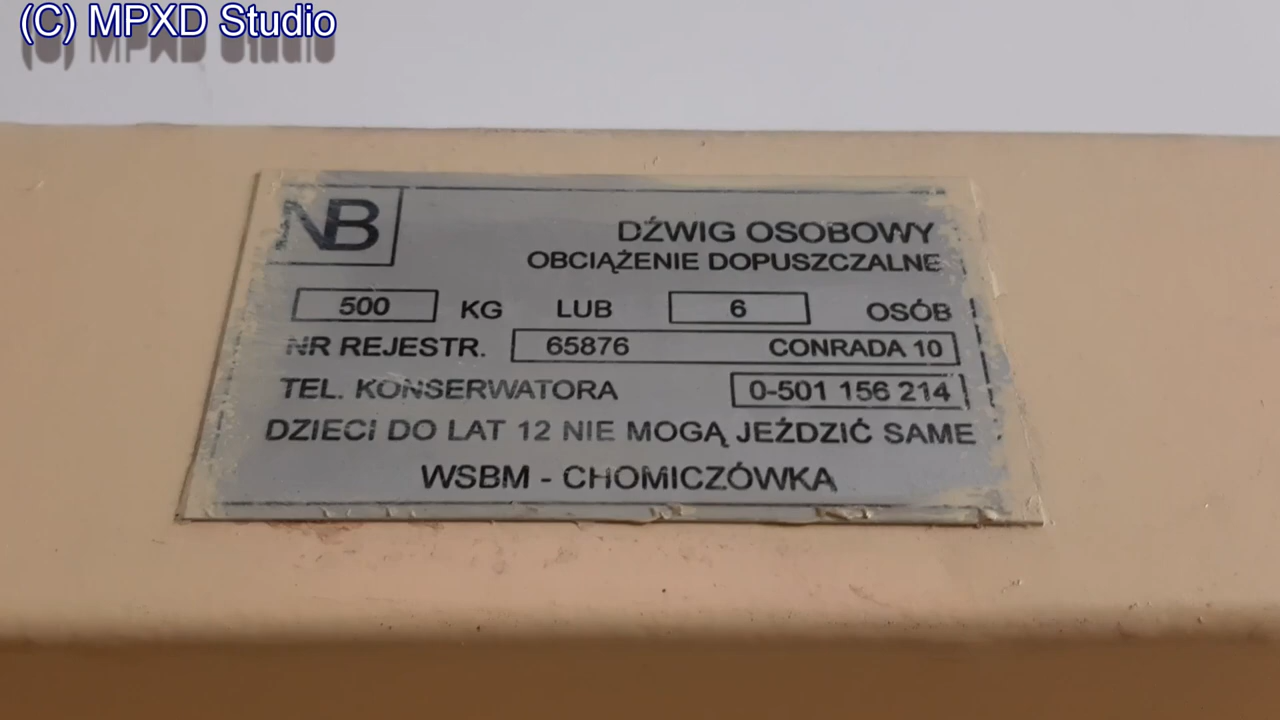 (C) MPXD Studio
NB
DŹWIG OSOBOWY
OBCIĄŻENIE DOPUSZCZALNE
500 KG LUB 6 OSÓB
NR REJESTR. 65876 CONRADA 10
TEL. KONSERWATORA 0-501 156 214
DZIECI DO LAT 12 NIE MOGĄ JEŹDZIĆ SAME
WSBM - CHOMICZÓWKA